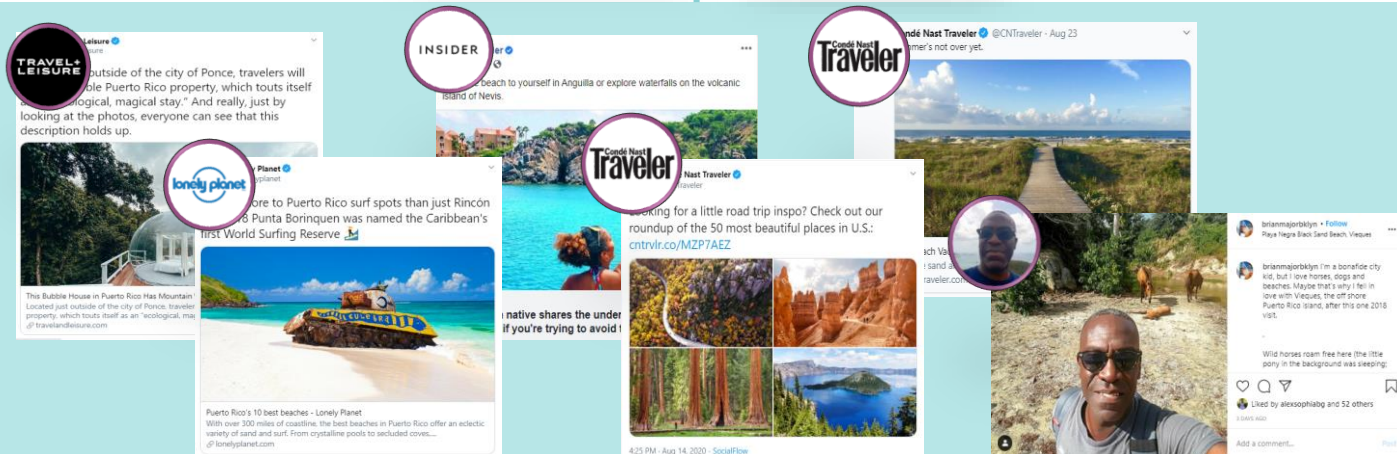 TRAVEL+
LEISURE
Leisure
sure
outside of the city of Ponce, travelers will
ble Puerto Rico property, which touts itself
ological, magical stay." And really, just by
looking at the photos, everyone can see that this
description holds up.
This Bubble House in Puerto Rico Has Mountain
Located just outside of the city of Ponce, traveler
property, which touts itself as an "ecological, mag
travelandleisure.com
lonely planet
Planet
yplanet
ore to Puerto Rico surf spots than just Rincón
8 Punta Borinquen was named the Caribbean's
first World Surfing Reserve
Puerto Rico's 10 best beaches - Lonely Planet
With over 300 miles of coastline, the best beaches in Puerto Rico offer an eclectic
variety of sand and surf. From crystalline pools to secluded coves....
lonelyplanet.com
INSIDER
er
beach to yourself in Anguilla or explore waterfalls on the volcanic
island of Nevis.
native shares the under
if you're trying to avoid
Condé Nast
Traveler
Nast Traveler
raveler
Looking for a little road trip inspo? Check out our
roundup of the 50 most beautiful places in U.S.:
cntrvlr.co/MZP7AEZ
4:25 PM · Aug 14, 2020 · SocialFlow
Condé Nast
Traveler
ndé Nast Traveler @CNTraveler · Aug 23
mer's not over yet.
ach Vac
e sand a
raveler.com
brianmajorbklyn • Follow
Playa Negra Black Sand Beach, Vieques
brianmajorbklyn I'm a bonafide city
kid, but I love horses, dogs and
beaches. Maybe that's why I fell in
love with Vieques, the off shore
Puerto Rico island, after this one 2018
visit.
.
Wild horses roam free here (the little
pony in the background was sleeping;
Liked by alexsophiabg and 52 others
5 DAYS AGO
Add a comment...
Post